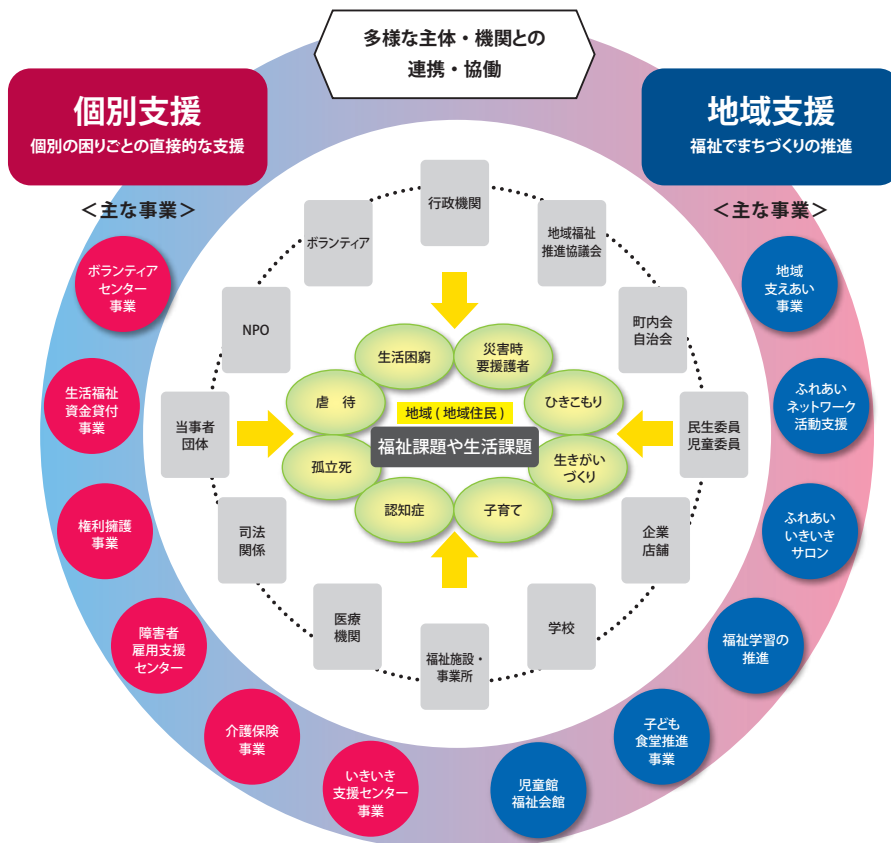 多様な主体・機関との
連携・協働
個別支援
個別の困りごとの直接的な支援
地域支援
福祉でまちづくりの推進
＜主な事業＞
ボランティア
センター
事業
生活福祉
資金貸付
事業
権利擁護
事業
障害者
雇用支援
センター
介護保険
事業
いきいき
支援センター
事業
＜主な事業＞
地域
支えあい
事業
ふれあい
ネットワーク
活動支援
ふれあい
いきいき
サロン
福祉学習の
推進
子ども
食堂推進
事業
児童館
福祉会館
行政機関
地域福祉
推進協議会
町内会
自治会
民生委員
児童委員
企業
店舗
学校
福祉施設・
事業所
医療
機関
司法
関係
当事者
団体
NPO
ボランティア
生活困窮
災害時
要援護者
ひきこもり
生きがい
づくり
子育て
認知症
孤立死
虐　待
地域 ( 地域住民 )
福祉課題や生活課題